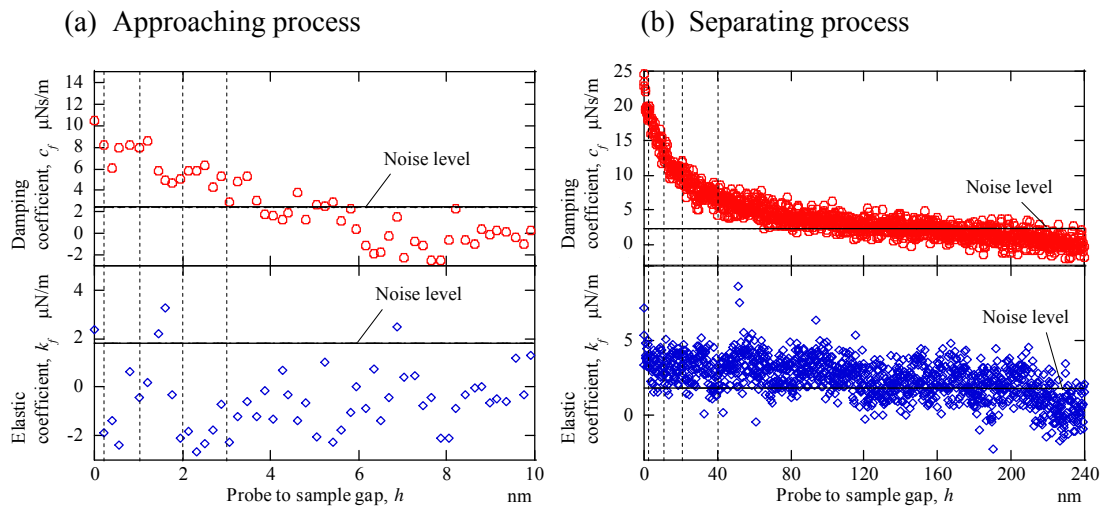 (a) Approaching process
(b) Separating process
Damping
coefficient, c_f μNs/m
14
12
10
8
6
4
2
0
-2
Noise level
Elastic
coefficient, k_f μN/m
4
2
0
-2
Noise level
0 2 4 6 8 10
Probe to sample gap, h nm
Damping
coefficient, c_f μNs/m
25
20
15
10
5
0
Noise level
Elastic
coefficient, k_f μN/m
5
0
Noise level
0 40 80 120 160 200 240
Probe to sample gap, h nm